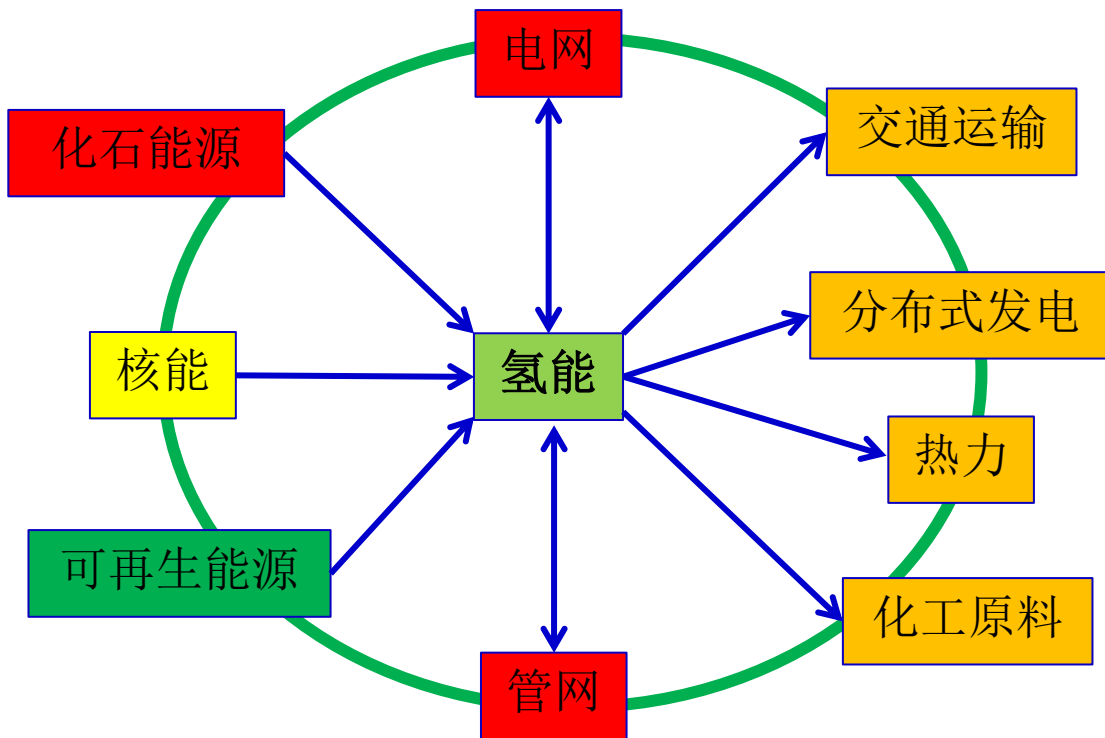 电网
化石能源
交通运输
分布式发电
核能
氢能
热力
可再生能源
化工原料
管网